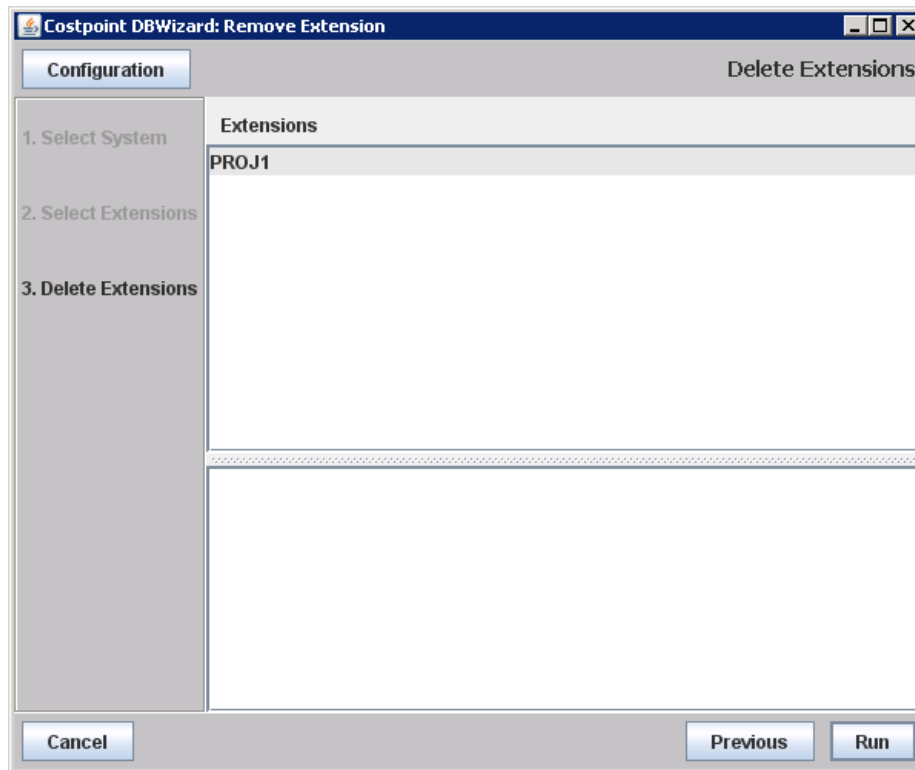 Costpoint DBWizard: Remove Extension
Configuration
Delete Extensions
1. Select System
2. Select Extensions
3. Delete Extensions
Extensions
PROJ1
Cancel
Previous
Run